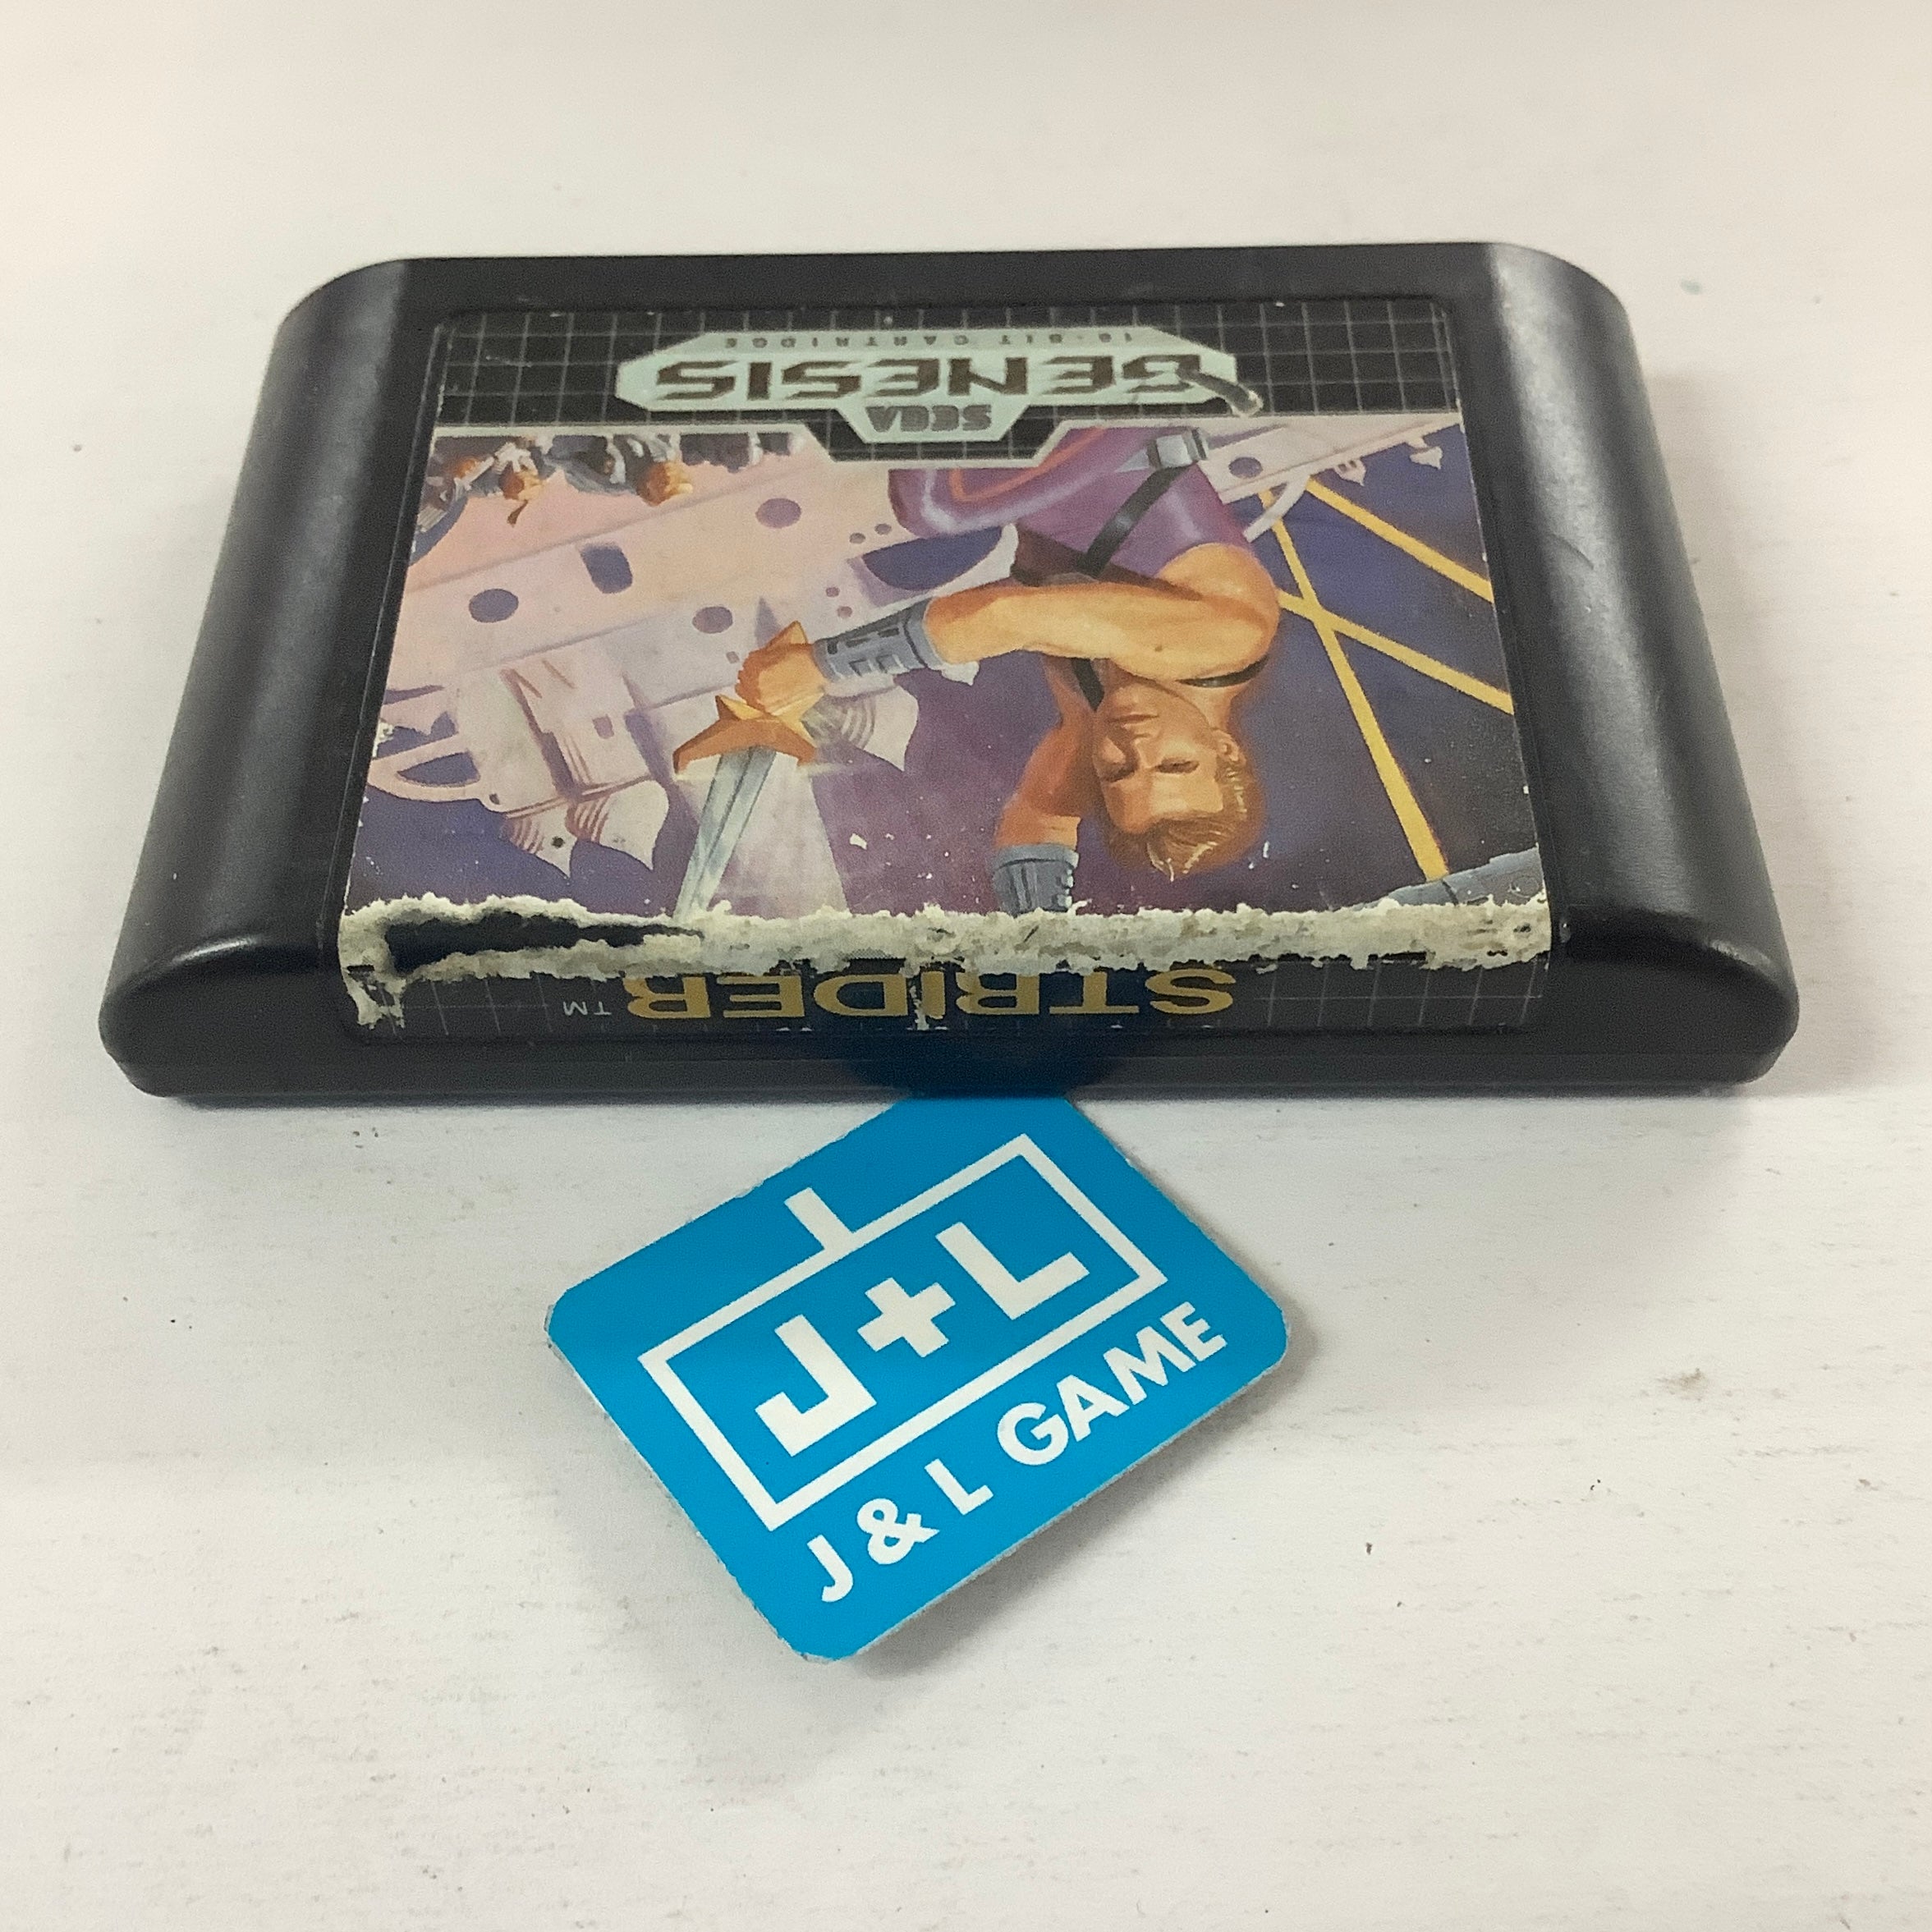 16-BIT CARTRIDGE
GENESIS
SEGA
STRIDER TM
J+L
J & L GAME